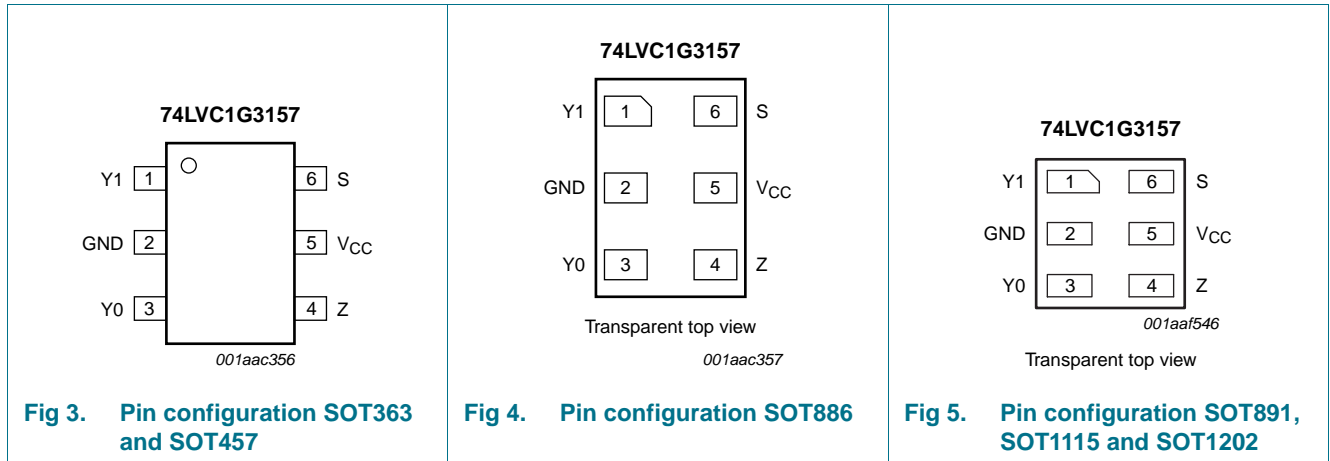 74LVC1G3157
Y1 1 6 S
GND 2 5 VCC
Y0 3 4 Z
001aac356
Fig 3. Pin configuration SOT363
and SOT457
74LVC1G3157
Y1 1 6 S
GND 2 5 VCC
Y0 3 4 Z
Transparent top view
001aac357
Fig 4. Pin configuration SOT886
74LVC1G3157
Y1 1 6 S
GND 2 5 VCC
Y0 3 4 Z
001aaf546
Transparent top view
Fig 5. Pin configuration SOT891,
SOT1115 and SOT1202